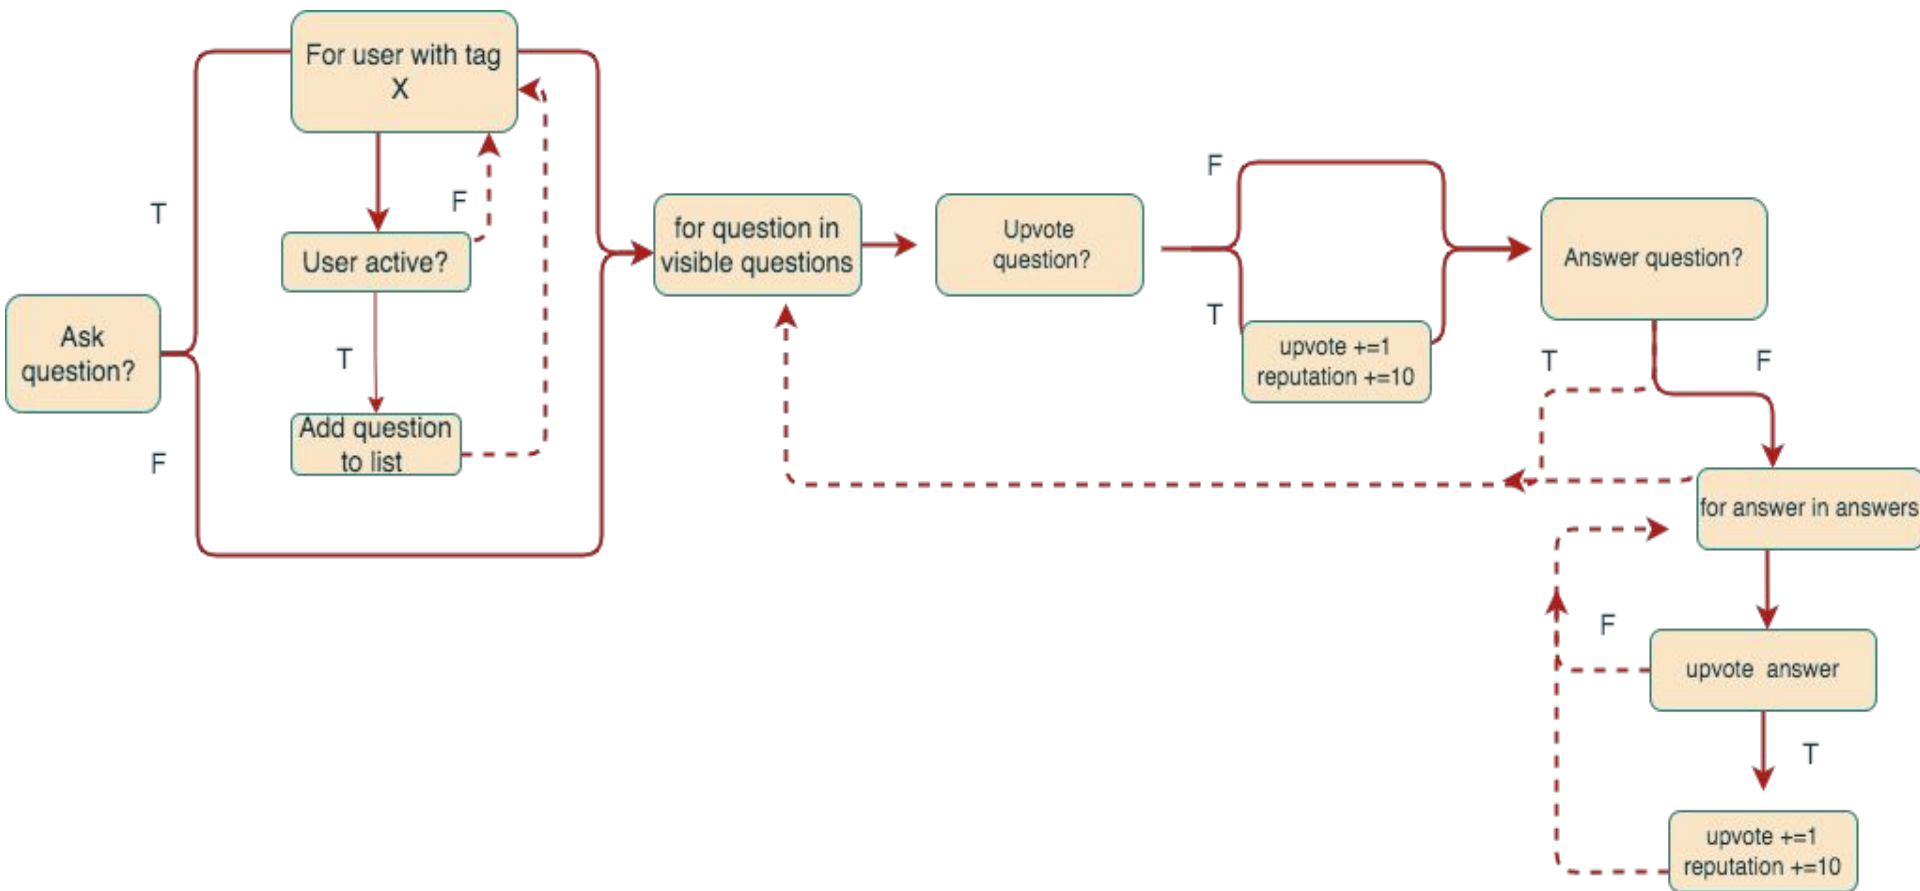 For user with tag
X
T
F
User active?
Ask
question?
T
Add question
to list
F
for question in
visible questions
Upvote
question?
F
T
upvote +=1
reputation +=10
Answer question?
T
F
for answer in answers
F
upvote answer
T
upvote +=1
reputation +=10